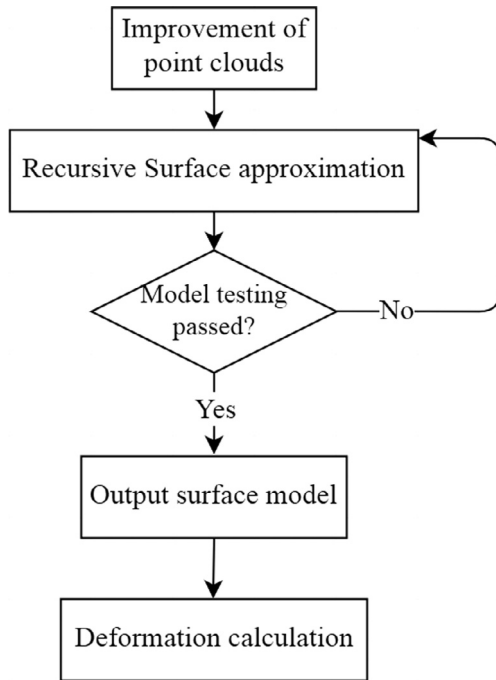 Improvement of
point clouds
Recursive Surface approximation
Model testing
passed?
No
Yes
Output surface model
Deformation calculation